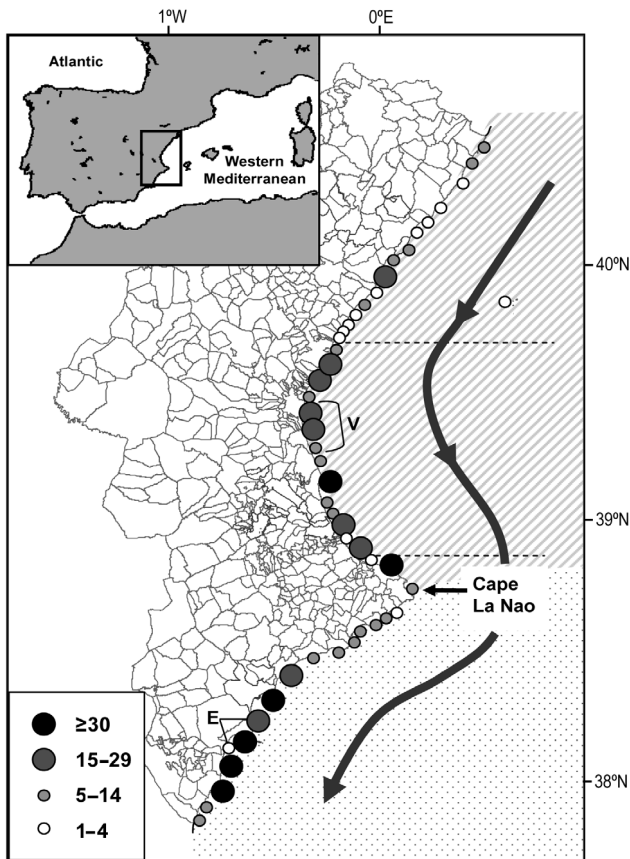 1ºW
0ºE
Atlantic
Western
Mediterranean
40ºN
V
39ºN
Cape
La Nao
E
≥30
15–29
5–14
1–4
38ºN